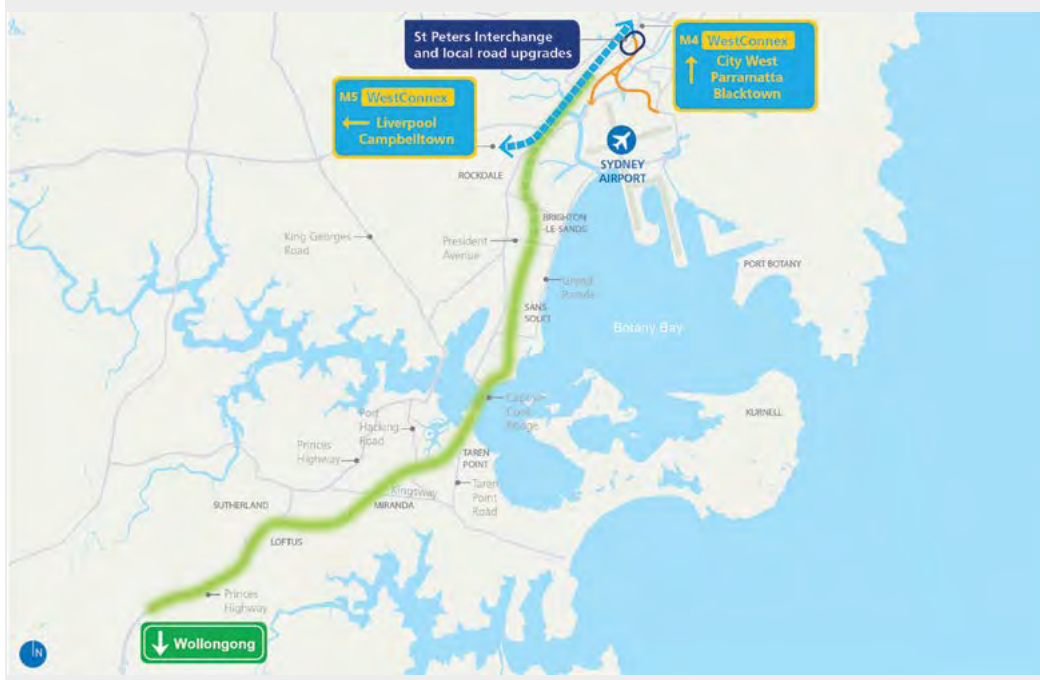 St Peters Interchange
and local road upgrades
M4 WestConnex
City West
Parramatta
Blacktown
M5 WestConnex
Liverpool
Campbelltown
SYDNEY
AIRPORT
ROCKDALE
BRIGHTON
-LE-SANDS
King Georges
Road
President
Avenue
Grand
Parade
PORT BOTANY
SANS
SOUCI
Botany Bay
Captain
Cook
Bridge
KURNELL
Port
Hacking
Road
Princes
Highway
TAREN
POINT
Kingsway
Taren
Point
Road
SUTHERLAND
MIRANDA
LOFTUS
Princes
Highway
Wollongong
N